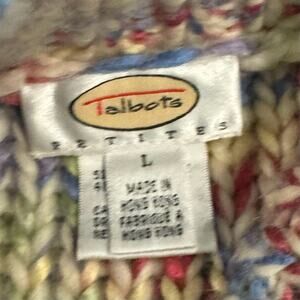 Talbots
PETITES
L
MADE IN
HONG KONG
FABRIQUE A
HONG KONG